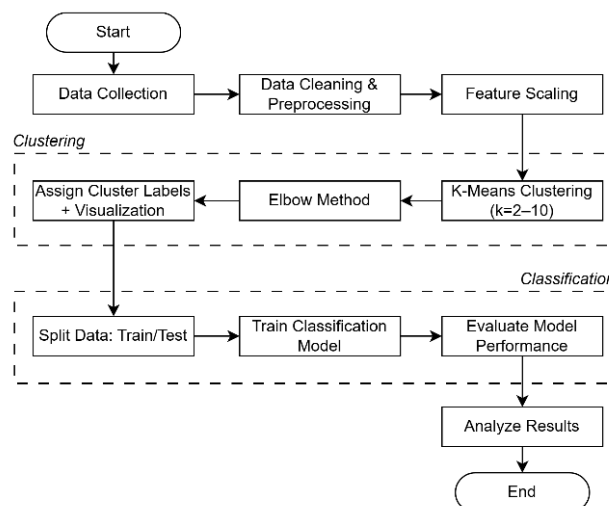 Start
Data Collection
Data Cleaning &
Preprocessing
Feature Scaling
Clustering
Assign Cluster Labels
+ Visualization
Elbow Method
K-Means Clustering
(k=2–10)
Classification
Split Data: Train/Test
Train Classification
Model
Evaluate Model
Performance
Analyze Results
End